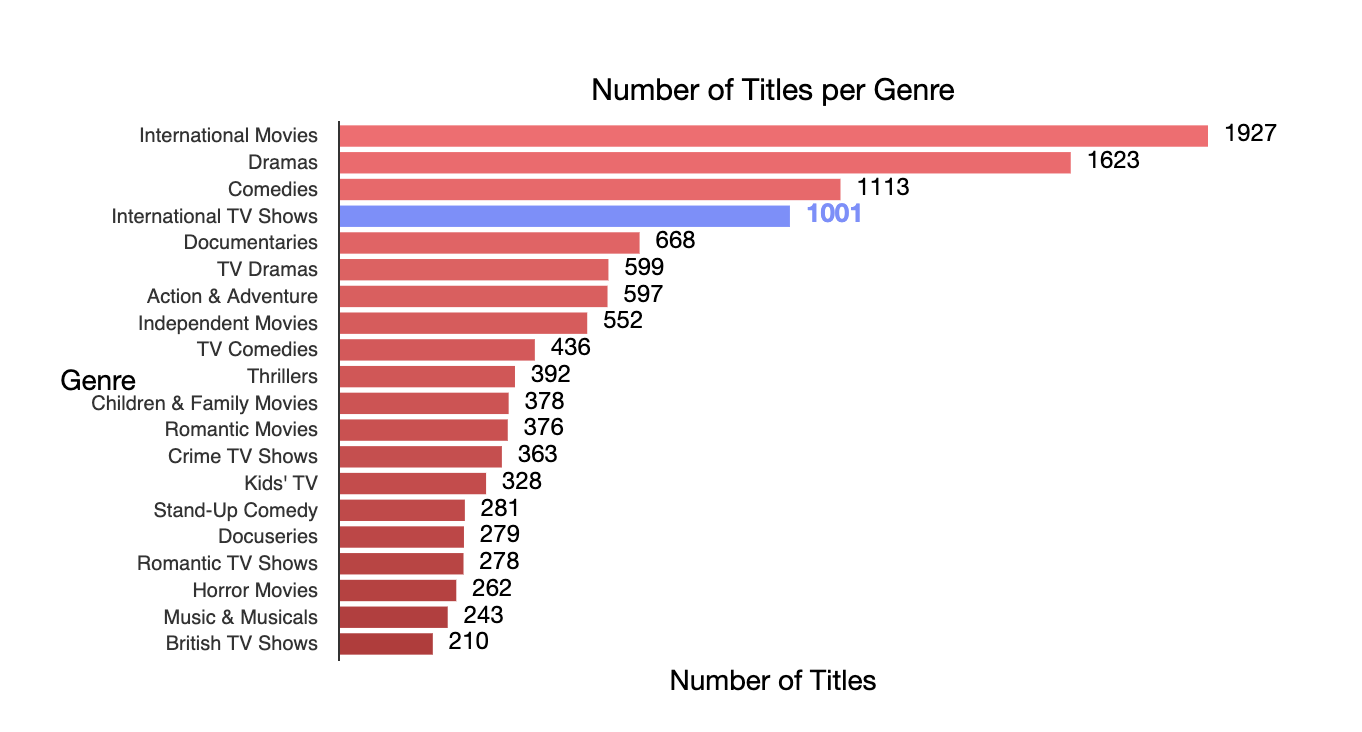 Number of Titles per Genre
International Movies 1927
Dramas 1623
Comedies 1113
International TV Shows 1001
Documentaries 668
TV Dramas 599
Action & Adventure 597
Independent Movies 552
TV Comedies 436
Thrillers 392
Genre
Children & Family Movies 378
Romantic Movies 376
Crime TV Shows 363
Kids' TV 328
Stand-Up Comedy 281
Docuseries 279
Romantic TV Shows 278
Horror Movies 262
Music & Musicals 243
British TV Shows 210
Number of Titles